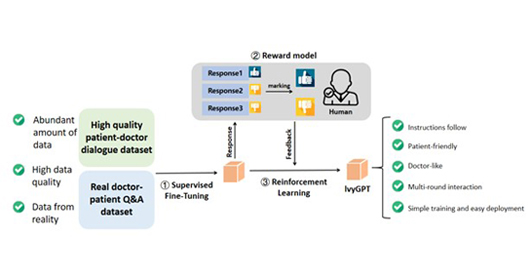 ② Reward model
Response1
Response2
Response3
marking
Human
Abundant
amount of
data
High data
quality
Data from
reality
High quality
patient-doctor
dialogue dataset
Real doctor-
patient Q&A
dataset
① Supervised
Fine-Tuning
Response
Feedback
③ Reinforcement
Learning
IvyGPT
Instructions follow
Patient-friendly
Doctor-like
Multi-round interaction
Simple training and easy deployment